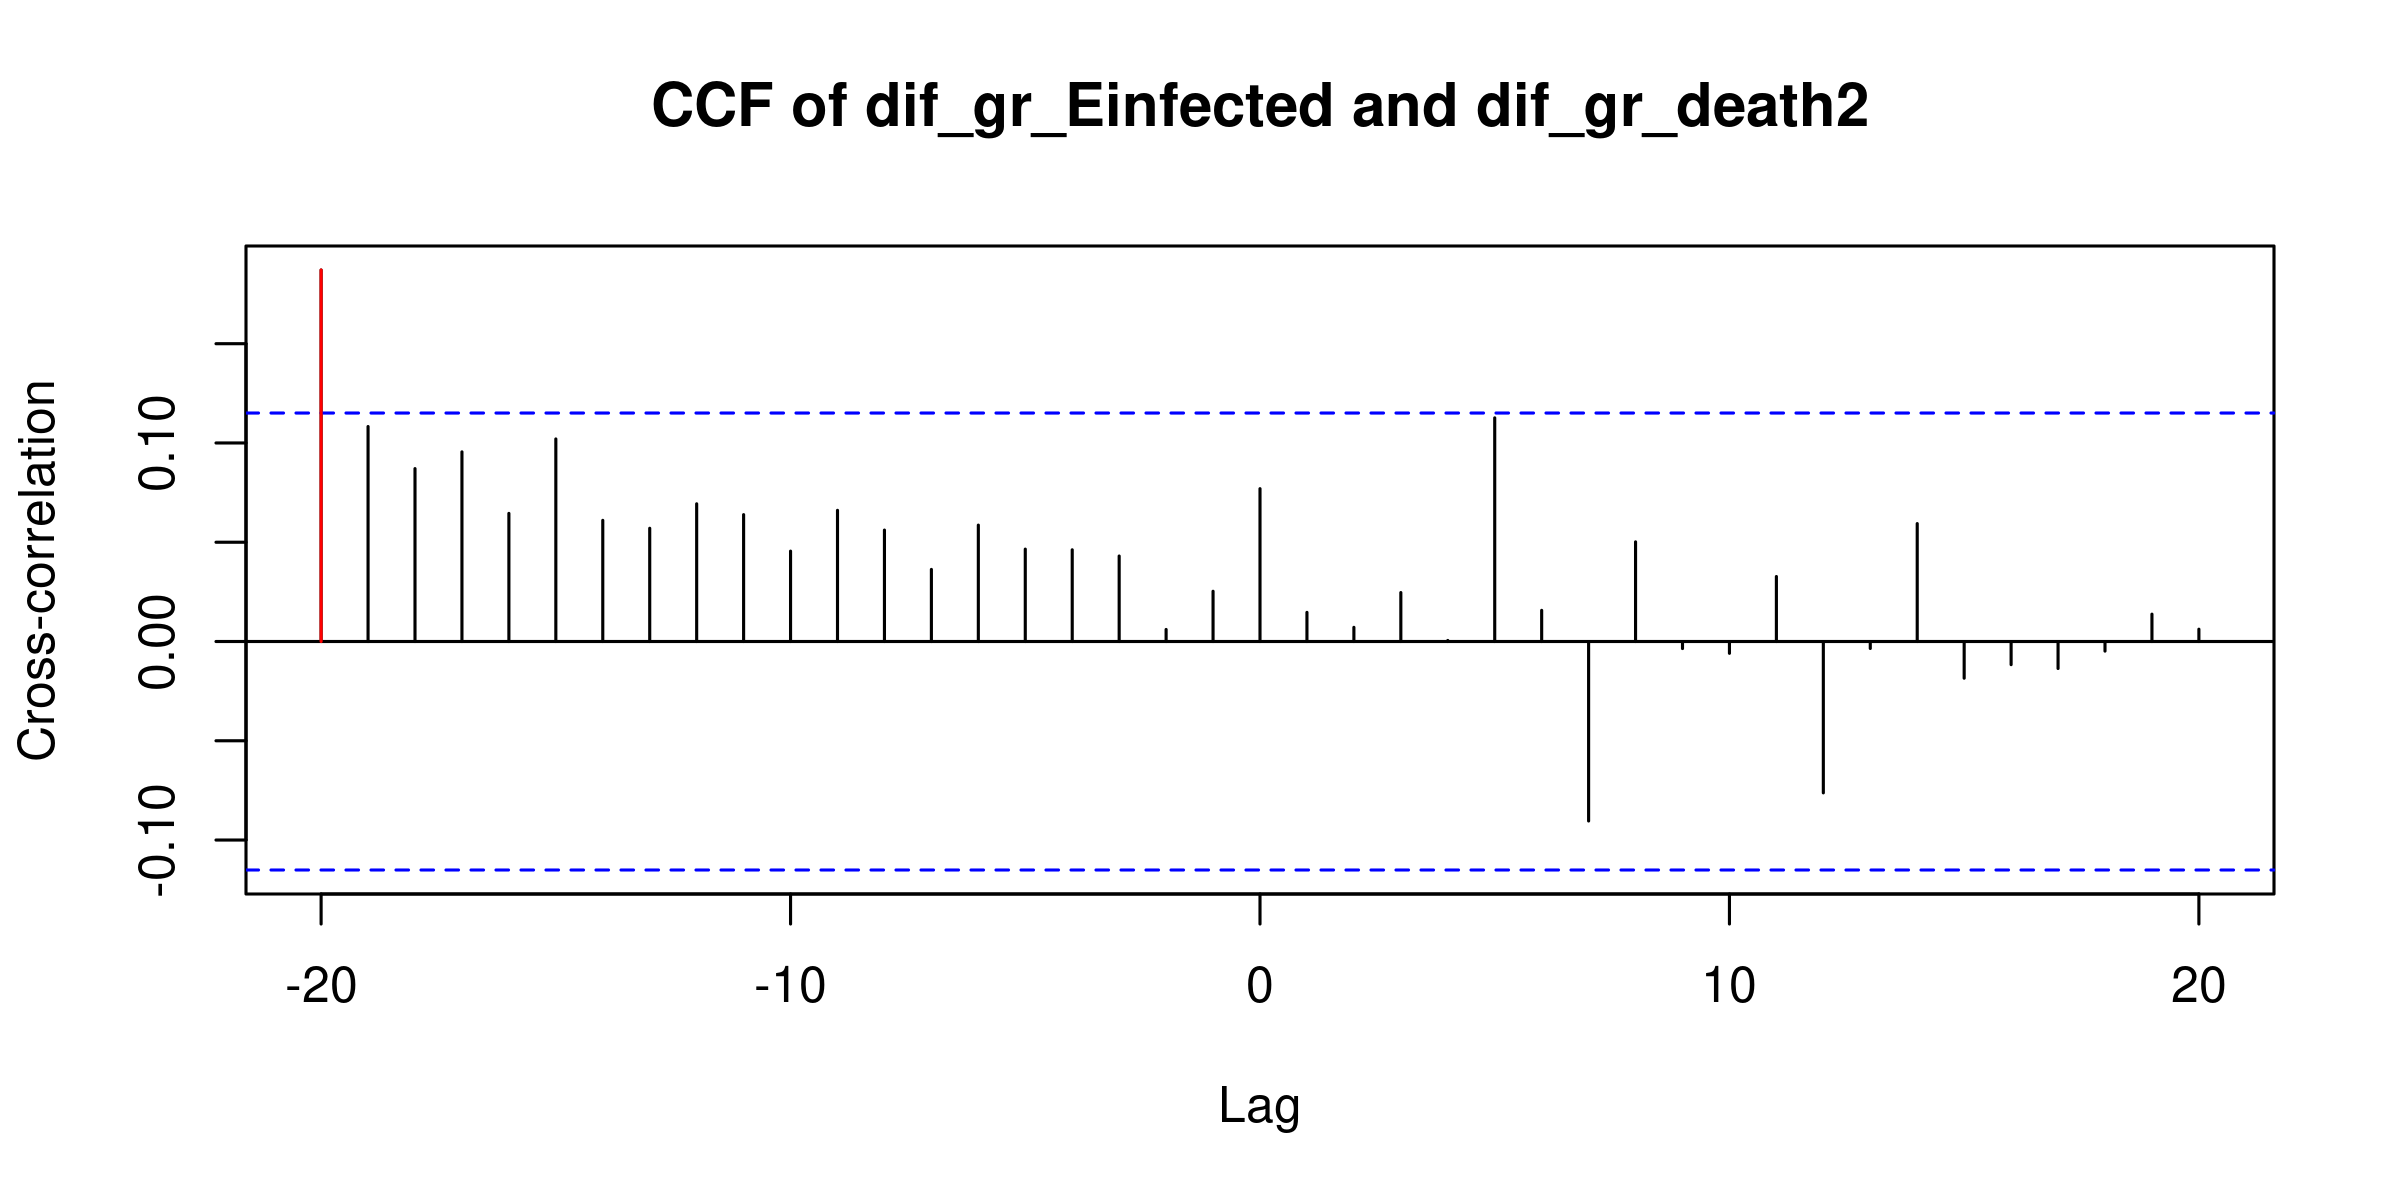 CCF of dif_gr_Einfected and dif_gr_death2
Cross-correlation
0.10
0.00
-0.10
-20
-10
0
10
20
Lag